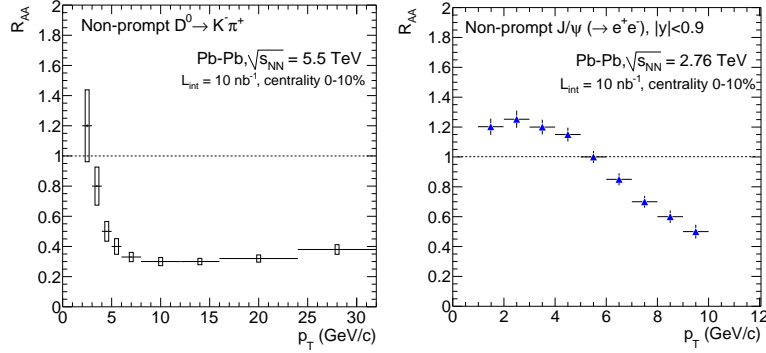 R_AA
Non-prompt D⁰→ K⁻π⁺
Pb-Pb, √s_NN = 5.5 TeV
L_int = 10 nb⁻¹, centrality 0-10%
2
1.8
1.6
1.4
1.2
1
0.8
0.6
0.4
0.2
0
0 5 10 15 20 25 30
p_T (GeV/c)
R_AA
Non-prompt J/ψ (→ e⁺e⁻), |y|<0.9
Pb-Pb, √s_NN = 2.76 TeV
L_int = 10 nb⁻¹, centrality 0-10%
2
1.8
1.6
1.4
1.2
1
0.8
0.6
0.4
0.2
0
0 2 4 6 8 10 12
p_T (GeV/c)